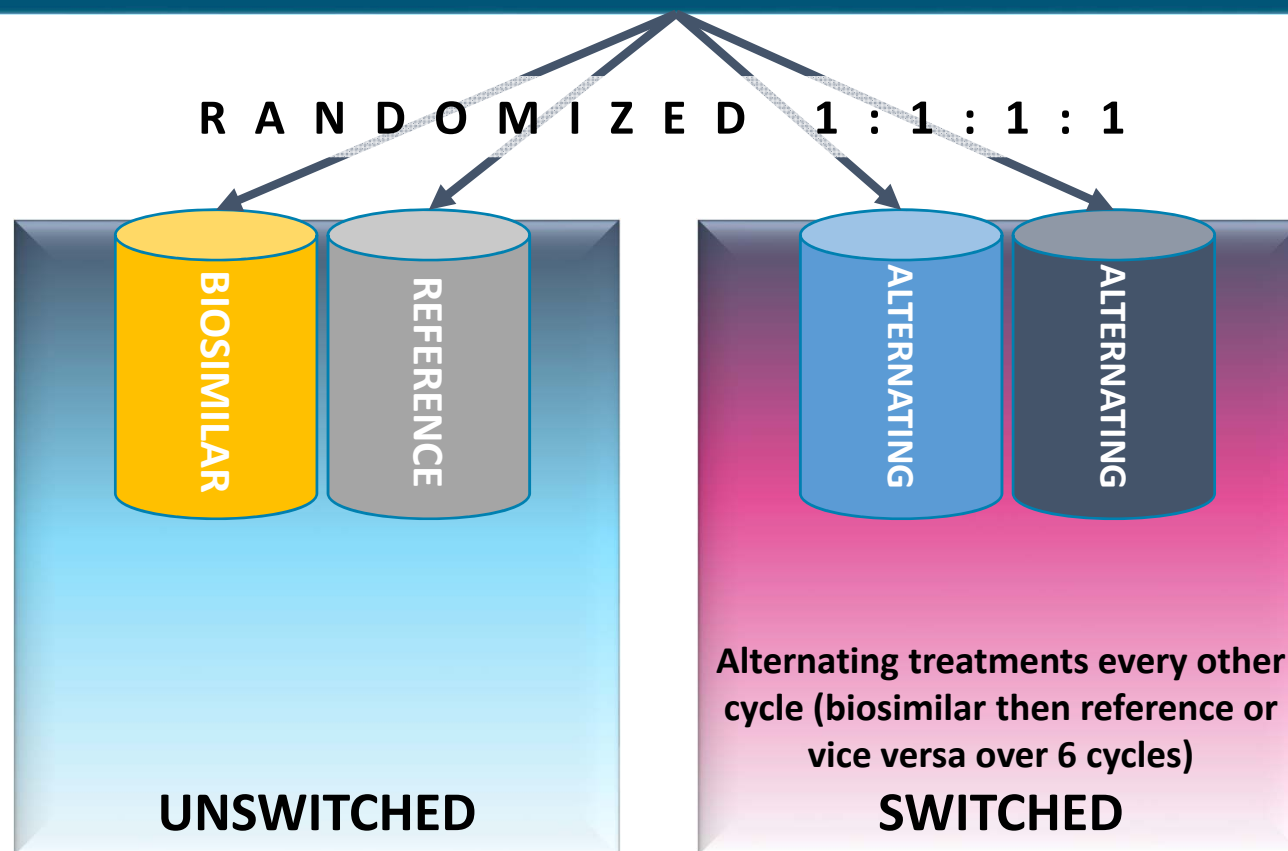 RANDOMIZED 1:1:1:1
BIOSIMILAR
REFERENCE
ALTERNATING
ALTERNATING
Alternating treatments every other
cycle (biosimilar then reference or
vice versa over 6 cycles)
UNSWITCHED
SWITCHED